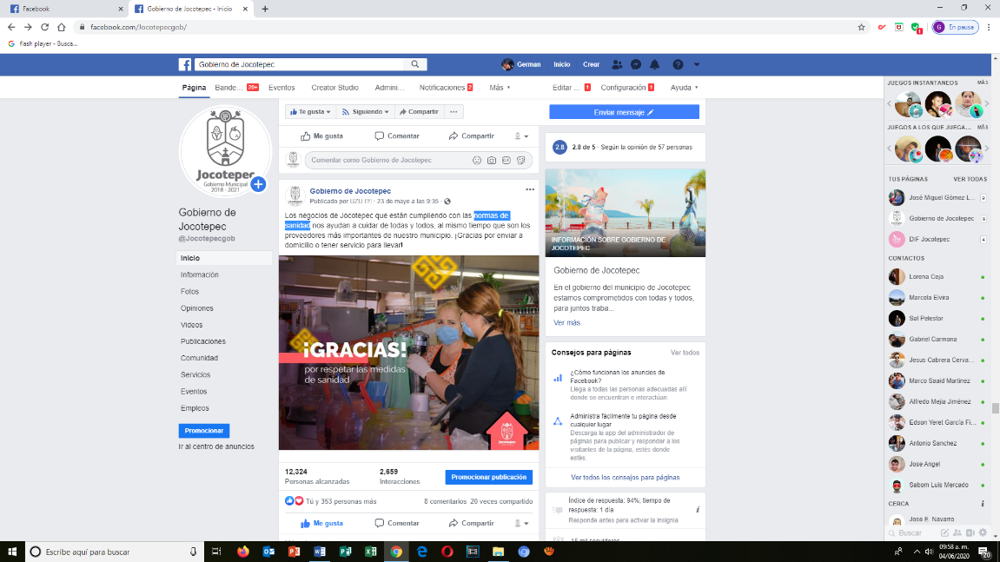 Facebook
Gobierno de Jocotepec - Inicio
facebook.com/Jocotepecgob/
G
En pausa
flash player - Busca...
Gobierno de Jocotepec
German
Inicio
Crear
Página
Bande...
20+
Eventos
Creator Studio
Admini...
Notificaciones
2
Más
Editar ...
1
Configuración
1
Ayuda
Te gusta
Siguiendo
Compartir
Enviar mensaje
Jocotepec
Gobierno Municipal
2018 - 2021
Gobierno de
Jocotepec
@Jocotepecgob
Inicio
Información
Fotos
Opiniones
Videos
Publicaciones
Comunidad
Servicios
Eventos
Empleos
Promocionar
Ir al centro de anuncios
Me gusta
Comentar
Compartir
Comentar como Gobierno de Jocotepec
Gobierno de Jocotepec
Publicado por UZU [?] · 23 de mayo a las 9:35 ·
Los negocios de Jocotepec que están cumpliendo con las normas de
sanidad nos ayudan a cuidar de todas y todos, al mismo tiempo que son los
proveedores más importantes de nuestro municipio. ¡Gracias por enviar a
domicilio o tener servicio para llevar!
¡GRACIAS!
por respetar las medidas
de sanidad
Jocotepec
12,324
Personas alcanzadas
2,659
Interacciones
Promocionar publicación
Tú y 353 personas más
8 comentarios
20 veces compartido
Me gusta
Comentar
Compartir
2.8
2.8 de 5 · Según la opinión de 57 personas
INFORMACIÓN SOBRE GOBIERNO DE
JOCOTEPEC
Gobierno de Jocotepec
En el gobierno del municipio de Jocotepec
estamos comprometidos con todas y todos,
para juntos traba...
Ver más
Consejos para páginas
Ver todos
¿Cómo funcionan los anuncios de
Facebook?
Llega a todas las personas adecuadas allí
donde se encuentran e interactúan.
Administra fácilmente tu página desde
cualquier lugar
Descarga la app del administrador de
páginas para publicar y responder a los
visitantes de la página, estés donde
estés.
Ver todos los consejos para páginas
Índice de respuesta: 94%, tiempo de
respuesta: 1 día
Responde antes para activar la insignia
JUEGOS INSTANTÁNEOS
MÁS
JUEGOS A LOS QUE JUEGA...
MÁS
TUS PÁGINAS
VER TODAS
José Miguel Gómez L...
9
Gobierno de Jocotepec
9
DIF Jocotepec
4
CONTACTOS
Lorena Ceja
Marcela Elvira
Sal Pelestor
Gabriel Carmona
Jesus Cabrera Cerva...
Marco Saaid Martinez
Alfredo Mejia Jiménez
Edson Yeret García Fi...
Antonio Sanchez
Jose Angel
Sabom Luis Mercado
CERCA
Jose E. Navarro
Buscar
Escribe aquí para buscar
09:58 a. m.
04/06/2020
20